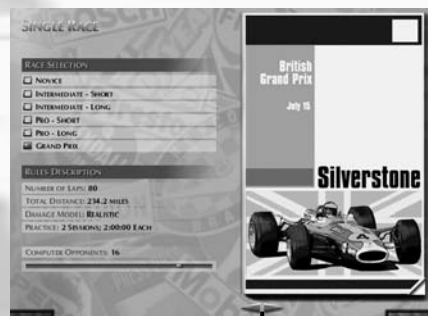 SINGLE RACE
RACE SELECTION
NOVICE
INTERMEDIATE - SHORT
INTERMEDIATE - LONG
PRO - SHORT
PRO - LONG
GRAND PRIX
RULES DESCRIPTION
NUMBER OF LAPS: 80
TOTAL DISTANCE: 234.2 MILES
DAMAGE MODEL: REALISTIC
PRACTICE: 2 SESSIONS; 2:00:00 EACH
COMPUTER OPPONENTS: 16
British
Grand Prix
July 15
Silverstone